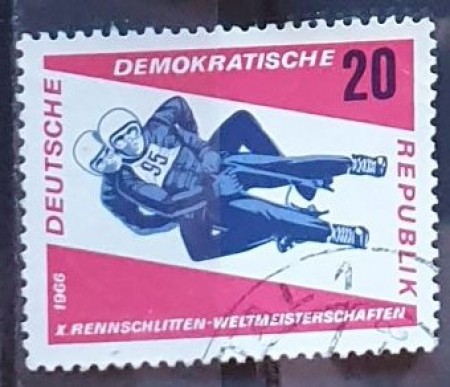 DEUTSCHE
DEMOKRATISCHE
REPUBLIK
20
95
1966
X. RENNSCHLITTEN-WELTMEISTERSCHAFTEN